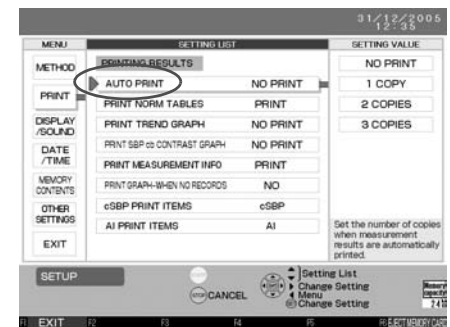 31/12/2005
12:35
MENU
SETTING LIST
SETTING VALUE
METHOD
PRINT
DISPLAY
/SOUND
DATE
/TIME
MEMORY
CONTENTS
OTHER
SETTINGS
EXIT
PRINTING RESULTS
AUTO PRINT NO PRINT
PRINT NORM TABLES PRINT
PRINT TREND GRAPH NO PRINT
PRINT SBP cb CONTRAST GRAPH NO PRINT
PRINT MEASUREMENT INFO PRINT
PRINT GRAPH-WHEN NO RECORDS NO
cSBP PRINT ITEMS cSBP
AI PRINT ITEMS AI
NO PRINT
1 COPY
2 COPIES
3 COPIES
Set the number of copies
when measurement
results are automatically
printed.
SETUP
CANCEL
Setting List
Change Setting
Menu
Change Setting
Memory
capacity
F1 EXIT F2 F3 F4 F5 F6 EJECT MEMORY CARD